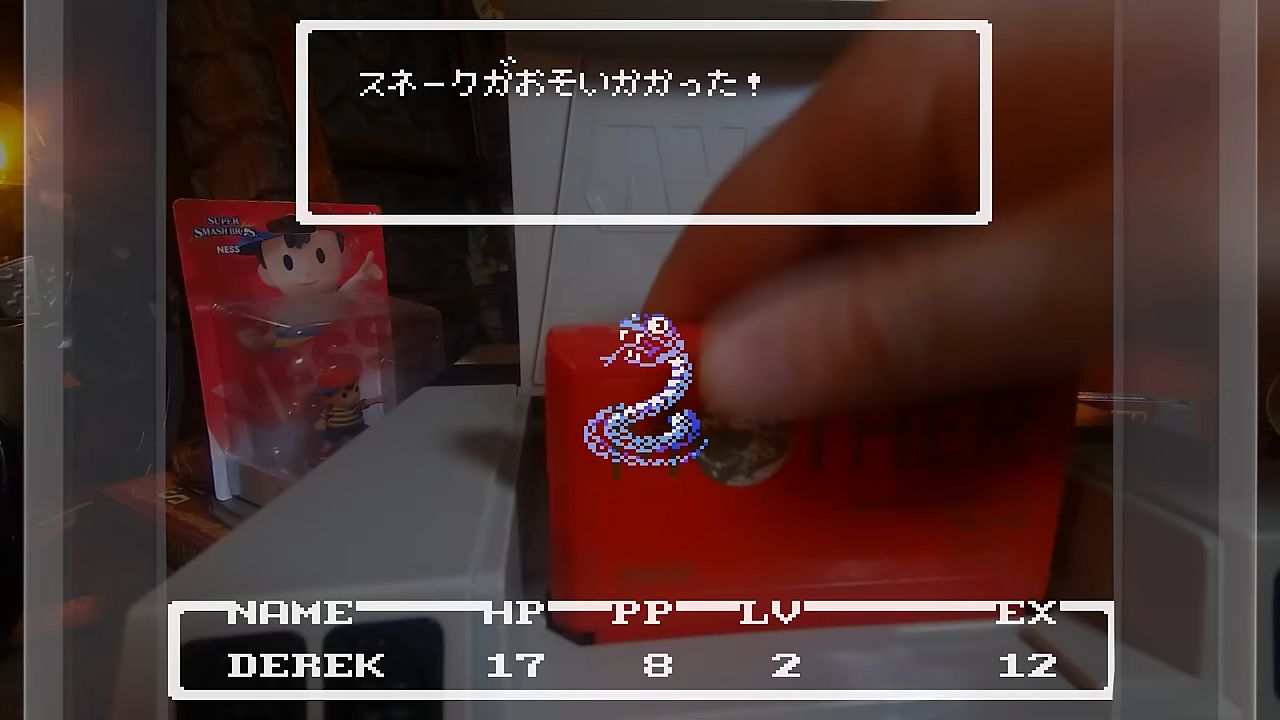 スネークがおそいかかった!
SUPER
SMASH BROS.
NESS
NAME HP PP LV EX
DEREK 17 8 2 12